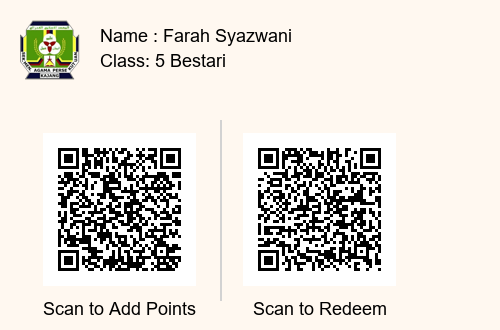 Name : Farah Syazwani
Class: 5 Bestari
AGAMA PERSE
KAJANG
Scan to Add Points
Scan to Redeem